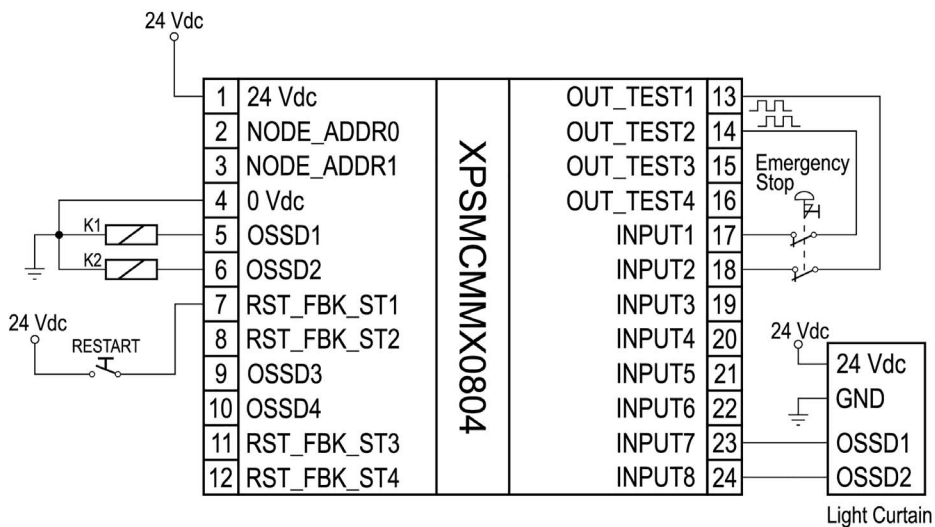 24 Vdc
1 24 Vdc
2 NODE_ADDR0
3 NODE_ADDR1
4 0 Vdc
5 OSSD1
6 OSSD2
7 RST_FBK_ST1
8 RST_FBK_ST2
9 OSSD3
10 OSSD4
11 RST_FBK_ST3
12 RST_FBK_ST4
K1
K2
24 Vdc
RESTART
XPSMCMMX0804
OUT_TEST1 13
OUT_TEST2 14
OUT_TEST3 15
OUT_TEST4 16
INPUT1 17
INPUT2 18
INPUT3 19
INPUT4 20
INPUT5 21
INPUT6 22
INPUT7 23
INPUT8 24
Emergency
Stop
24 Vdc
24 Vdc
GND
OSSD1
OSSD2
Light Curtain